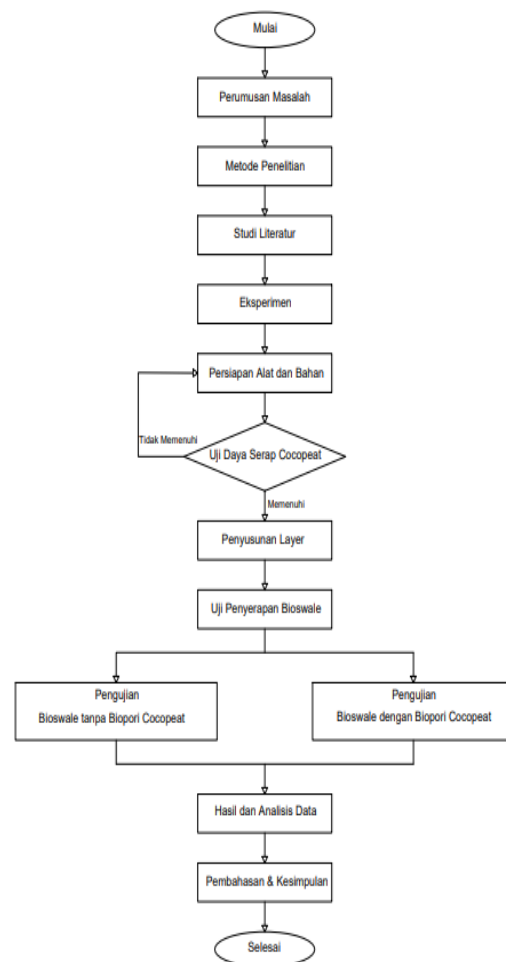 Mulai
Perumusan Masalah
Metode Penelitian
Studi Literatur
Eksperimen
Persiapan Alat dan Bahan
Tidak Memenuhi
Uji Daya Serap Cocopeat
Memenuhi
Penyusunan Layer
Uji Penyerapan Bioswale
Pengujian
Bioswale tanpa Biopori Cocopeat
Pengujian
Bioswale dengan Biopori Cocopeat
Hasil dan Analisis Data
Pembahasan & Kesimpulan
Selesai